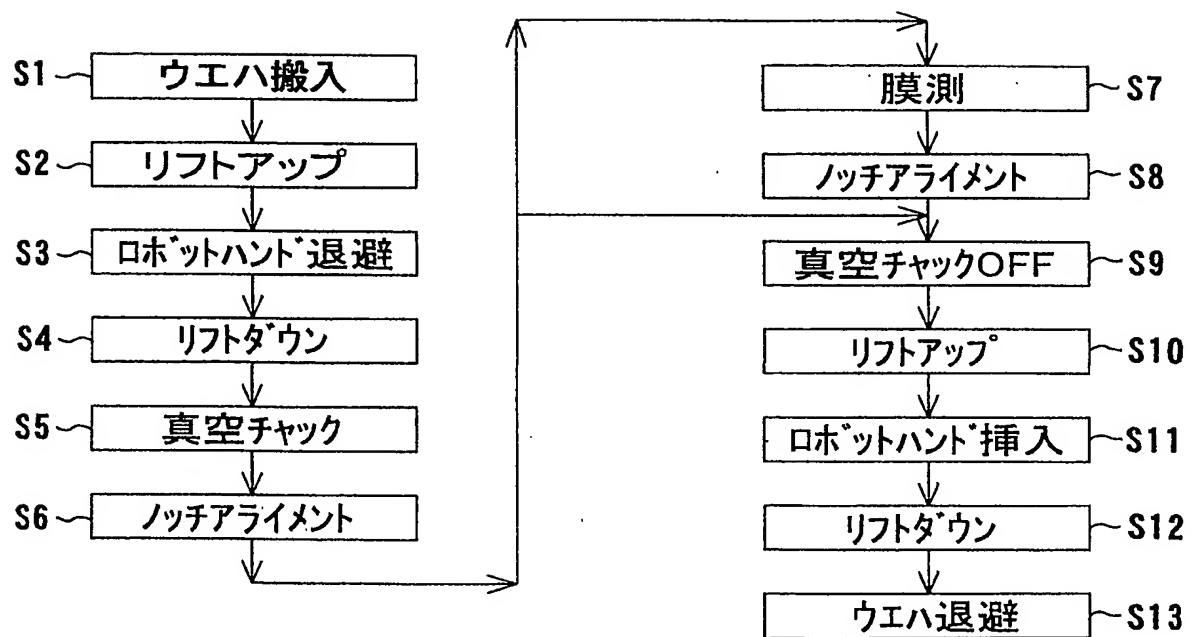 S1 ウエハ搬入
S2 リフトアップ
S3 ロボットハンド退避
S4 リフトダウン
S5 真空チャック
S6 ノッチアライメント
膜測 S7
ノッチアライメント S8
真空チャックOFF S9
リフトアップ S10
ロボットハンド挿入 S11
リフトダウン S12
ウエハ退避 S13